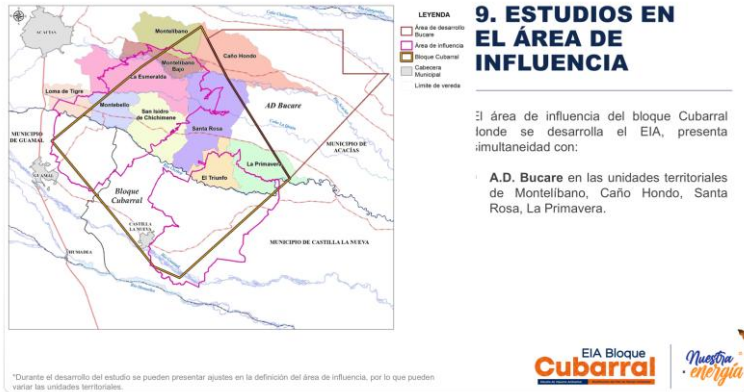 9. ESTUDIOS EN
EL ÁREA DE
INFLUENCIA
El área de influencia del bloque Cubarral
donde se desarrolla el EIA, presenta
simultaneidad con:
A.D. Bucare en las unidades territoriales
de Montelíbano, Caño Hondo, Santa
Rosa, La Primavera.
LEYENDA
Área de desarrollo
Bucare
Área de influencia
Bloque Cubarral
Cabecera
Municipal
Límite de vereda
ACACÍAS
Montelíbano
Caño Hondo
Montelíbano
Bajo
La Esmeralda
Loma de Tigre
Montebello
San Isidro
de Chichimene
Santa Rosa
AD Bucare
MUNICIPIO
DE GUAMAL
MUNICIPIO DE
ACACÍAS
La Primavera
El Triunfo
GUAMAL
Bloque
Cubarral
CASTILLA
LA NUEVA
MUNICIPIO DE CASTILLA LA NUEVA
HUMADEA
*Durante el desarrollo del estudio se pueden presentar ajustes en la definición del área de influencia, por lo que pueden
variar las unidades territoriales.
EIA Bloque
Cubarral
Nuestra
energía